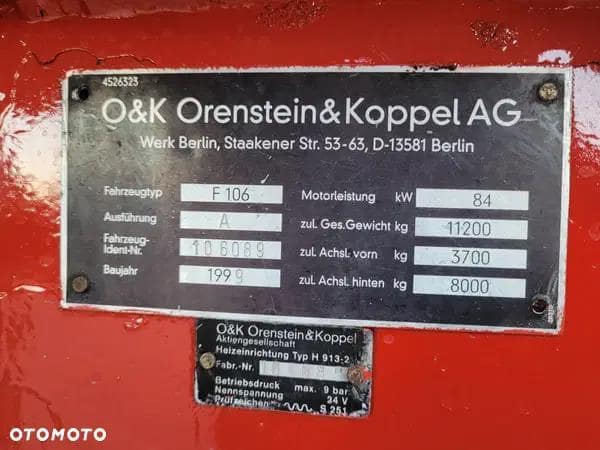 4526323
O&K Orenstein&Koppel AG
Werk Berlin, Staakener Str. 53-63, D-13581 Berlin
Fahrzeugtyp F 106 Motorleistung kW 84
Ausführung A zul. Ges.Gewicht kg 11200
Fahrzeug-
Ident-Nr. 106089 zul. Achsl. vorn kg 3700
Baujahr 1999 zul. Achsl. hinten kg 8000
O&K Orenstein&Koppel
Aktiengesellschaft
Heizeinrichtung Typ H 913-2
Fabr.-Nr.
Betriebsdruck max. 9 bar
Nennspannung 24 V
Prüfzeichen S 251
OTOMOTO